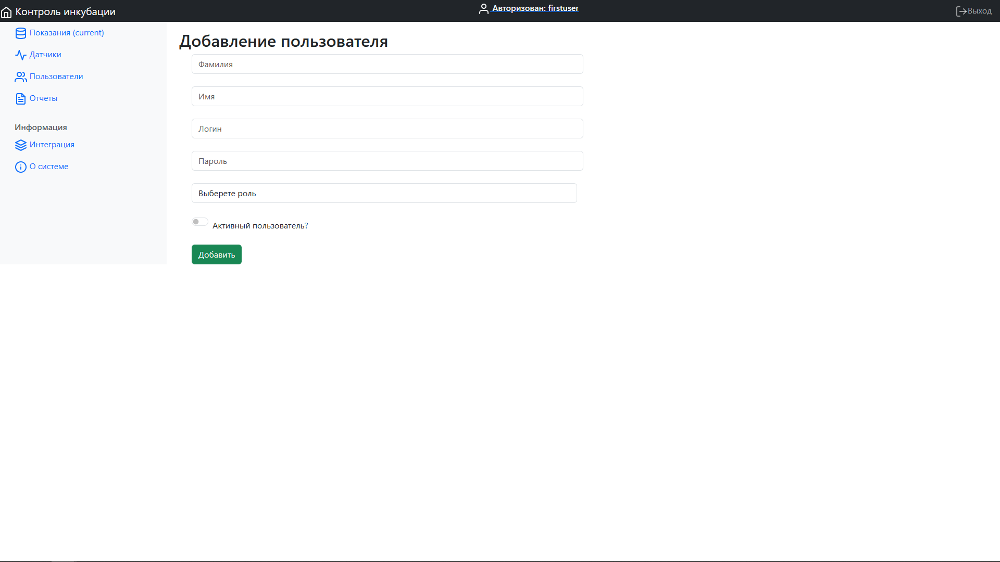 Контроль инкубации
Авторизован: firstuser
Выход
Показания (current)
Датчики
Пользователи
Отчеты
Информация
Интеграция
О системе
Добавление пользователя
Фамилия
Имя
Логин
Пароль
Выберете роль
Активный пользователь?
Добавить